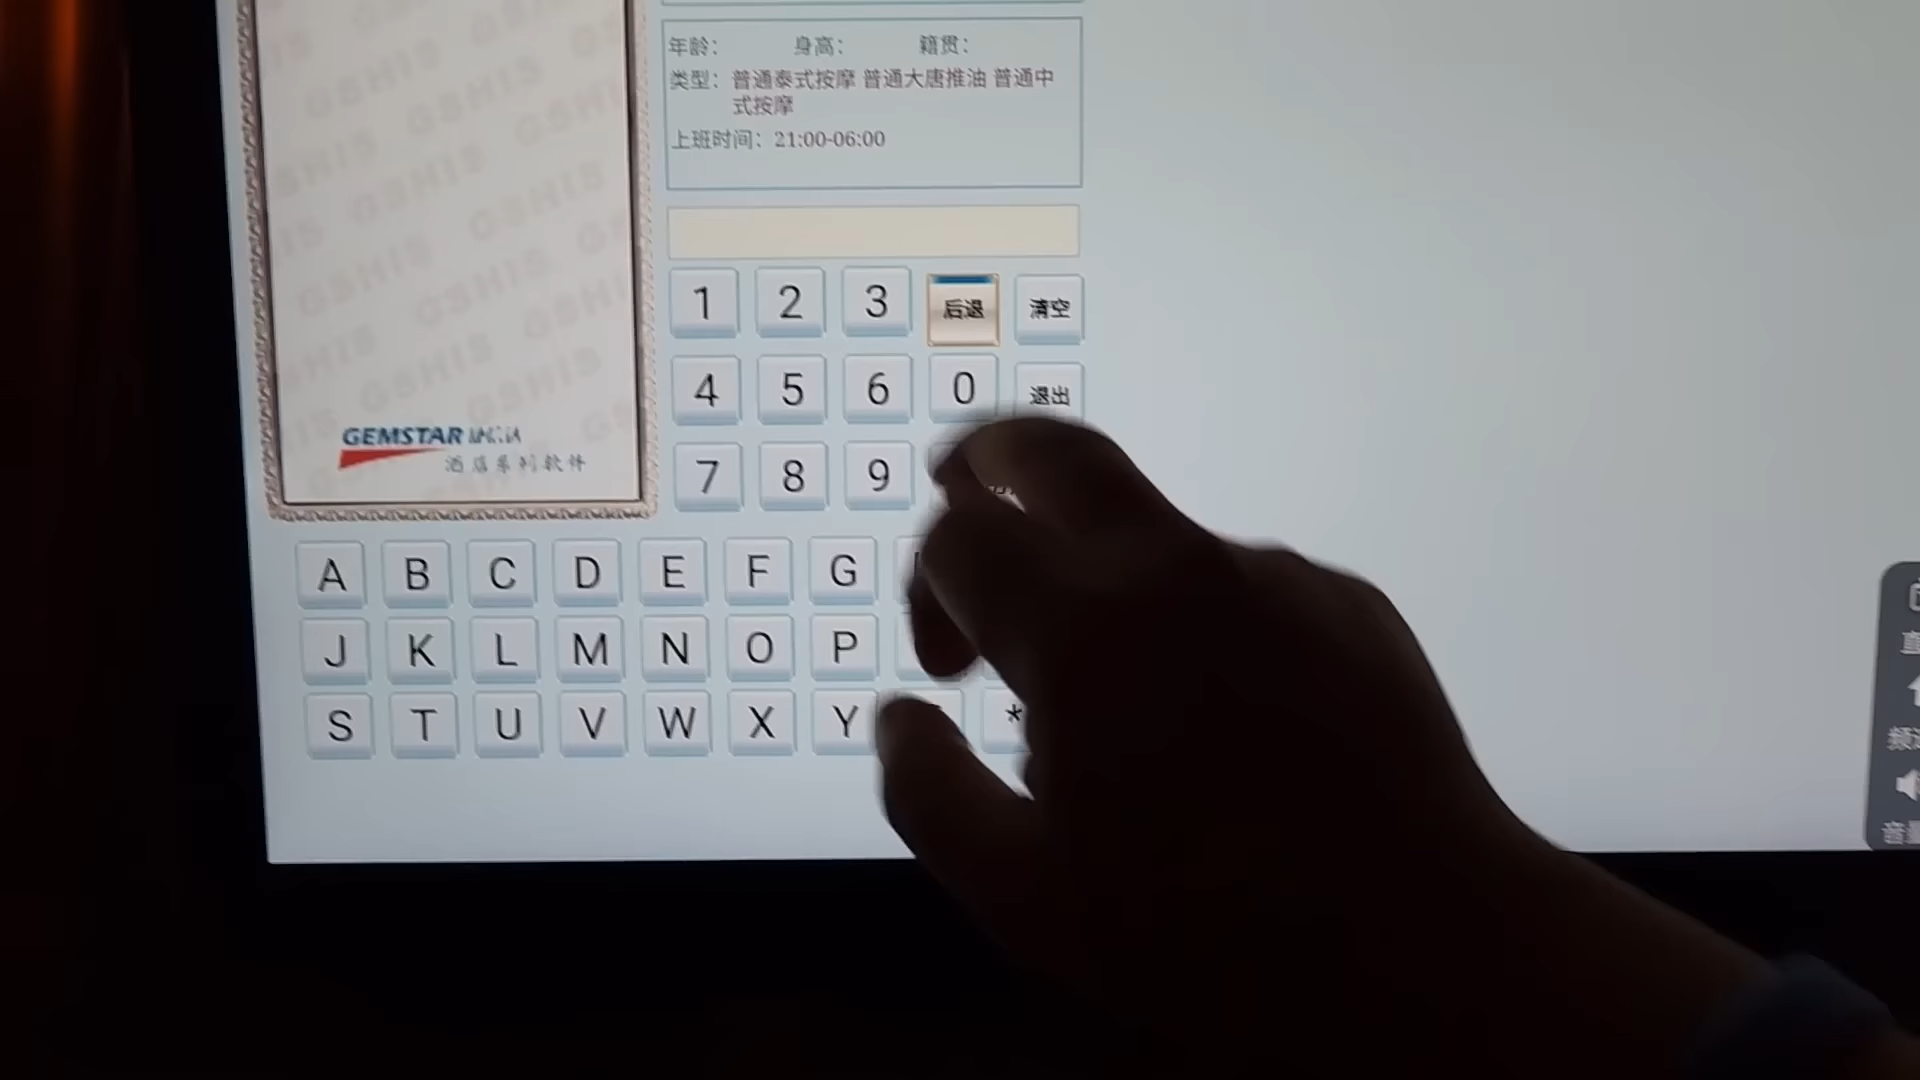 年龄： 身高： 籍贯：
类型：普通泰式按摩 普通大唐推油 普通中
式按摩
上班时间：21:00-06:00
1 2 3 后退 清空
4 5 6 0 退出
7 8 9
GSHIS GSHIS GSHIS
GEMSTAR
酒店系列软件
A B C D E F G
J K L M N O P
S T U V W X Y *